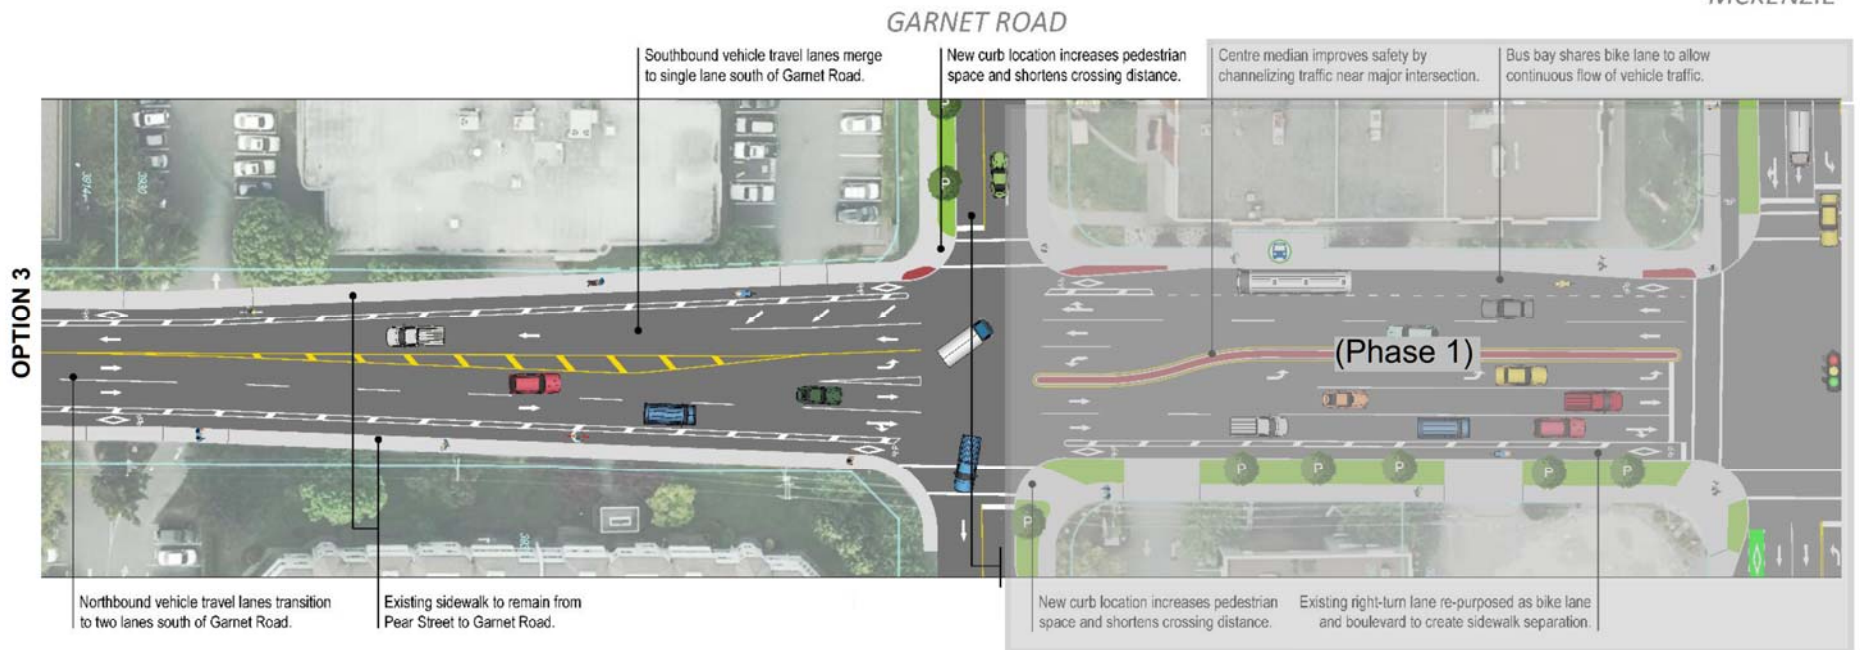 MCKENZIE
GARNET ROAD
Southbound vehicle travel lanes merge
to single lane south of Garnet Road.
New curb location increases pedestrian
space and shortens crossing distance.
Centre median improves safety by
channelizing traffic near major intersection.
Bus bay shares bike lane to allow
continuous flow of vehicle traffic.
OPTION 3
3974
3930
P
P
(Phase 1)
P
P
P
P
P
P
Northbound vehicle travel lanes transition
to two lanes south of Garnet Road.
Existing sidewalk to remain from
Pear Street to Garnet Road.
New curb location increases pedestrian
space and shortens crossing distance.
Existing right-turn lane re-purposed as bike lane
and boulevard to create sidewalk separation.